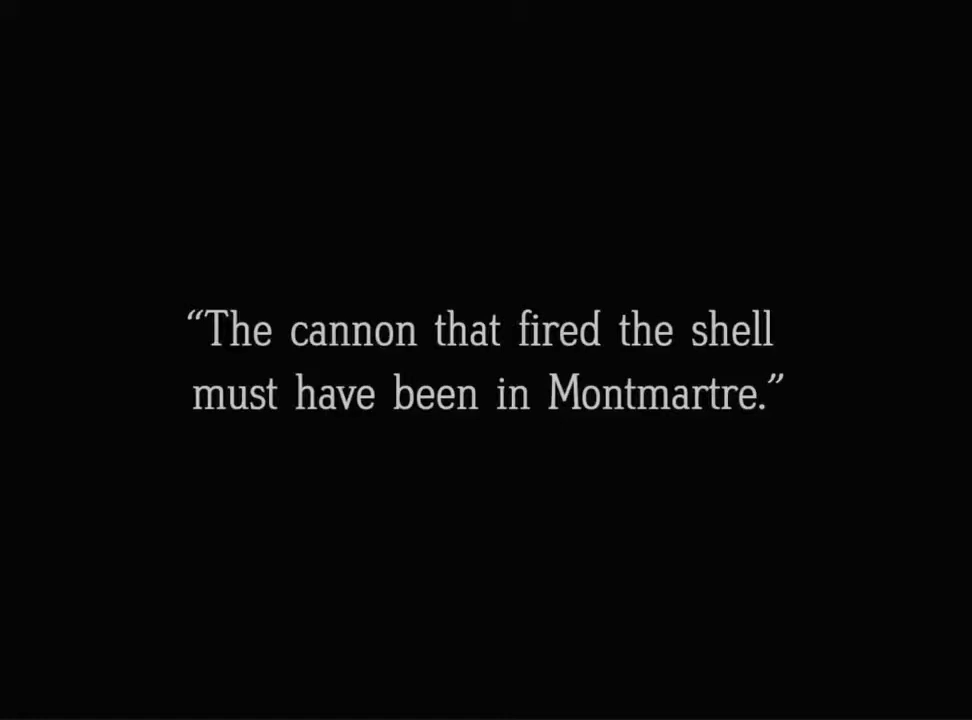 “The cannon that fired the shell
must have been in Montmartre.”